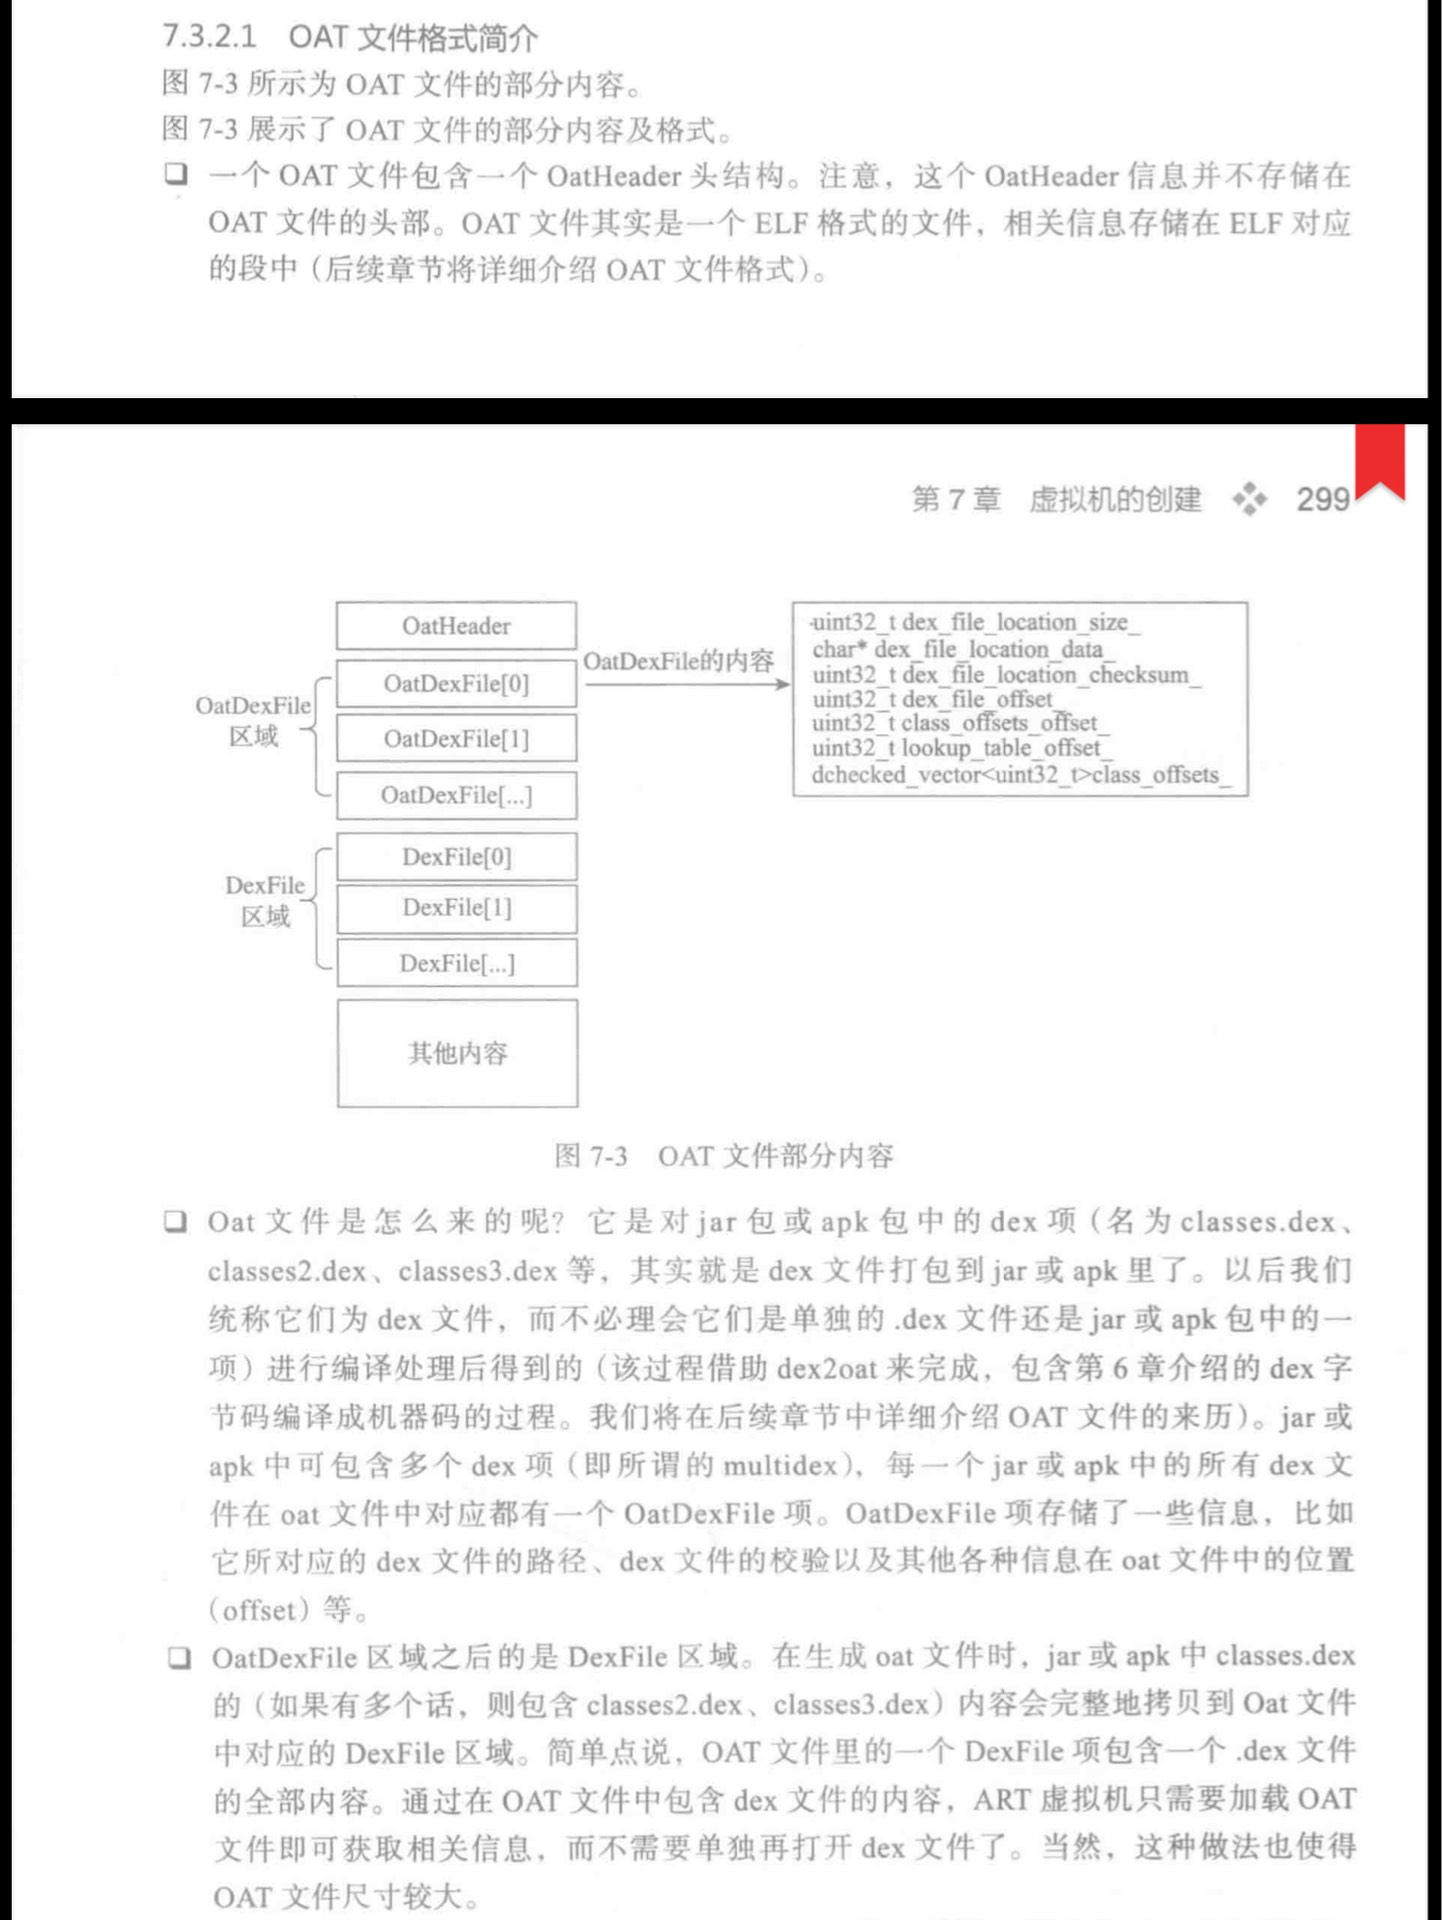 7.3.2.1 OAT 文件格式简介
图 7-3 所示为 OAT 文件的部分内容。
图 7-3 展示了 OAT 文件的部分内容及格式。
❑ 一个 OAT 文件包含一个 OatHeader 头结构。注意，这个 OatHeader 信息并不存储在
OAT 文件的头部。OAT 文件其实是一个 ELF 格式的文件，相关信息存储在 ELF 对应
的段中（后续章节将详细介绍 OAT 文件格式）。
第 7 章 虚拟机的创建 299
OatHeader
OatDexFile[0]
OatDexFile[1]
OatDexFile[...]
OatDexFile
区域
OatDexFile的内容
uint32_t dex_file_location_size_
char* dex_file_location_data_
uint32_t dex_file_location_checksum_
uint32_t dex_file_offset_
uint32_t class_offsets_offset_
uint32_t lookup_table_offset_
dchecked_vector<uint32_t>class_offsets_
DexFile[0]
DexFile[1]
DexFile[...]
DexFile
区域
其他内容
图 7-3 OAT 文件部分内容
❑ Oat 文件是怎么来的呢？它是对 jar 包或 apk 包中的 dex 项（名为 classes.dex、
classes2.dex、classes3.dex 等，其实就是 dex 文件打包到 jar 或 apk 里了。以后我们
统称它们为 dex 文件，而不必理会它们是单独的 .dex 文件还是 jar 或 apk 包中的一
项）进行编译处理后得到的（该过程借助 dex2oat 来完成，包含第 6 章介绍的 dex 字
节码编译成机器码的过程。我们将在后续章节中详细介绍 OAT 文件的来历）。jar 或
apk 中可包含多个 dex 项（即所谓的 multidex），每一个 jar 或 apk 中的所有 dex 文
件在 oat 文件中对应都有一个 OatDexFile 项。OatDexFile 项存储了一些信息，比如
它所对应的 dex 文件的路径、dex 文件的校验以及其他各种信息在 oat 文件中的位置
（offset）等。
❑ OatDexFile 区域之后的是 DexFile 区域。在生成 oat 文件时，jar 或 apk 中 classes.dex
的（如果有多个话，则包含 classes2.dex、classes3.dex）内容会完整地拷贝到 Oat 文件
中对应的 DexFile 区域。简单点说，OAT 文件里的一个 DexFile 项包含一个 .dex 文件
的全部内容。通过在 OAT 文件中包含 dex 文件的内容，ART 虚拟机只需要加载 OAT
文件即可获取相关信息，而不需要单独再打开 dex 文件了。当然，这种做法也使得
OAT 文件尺寸较大。